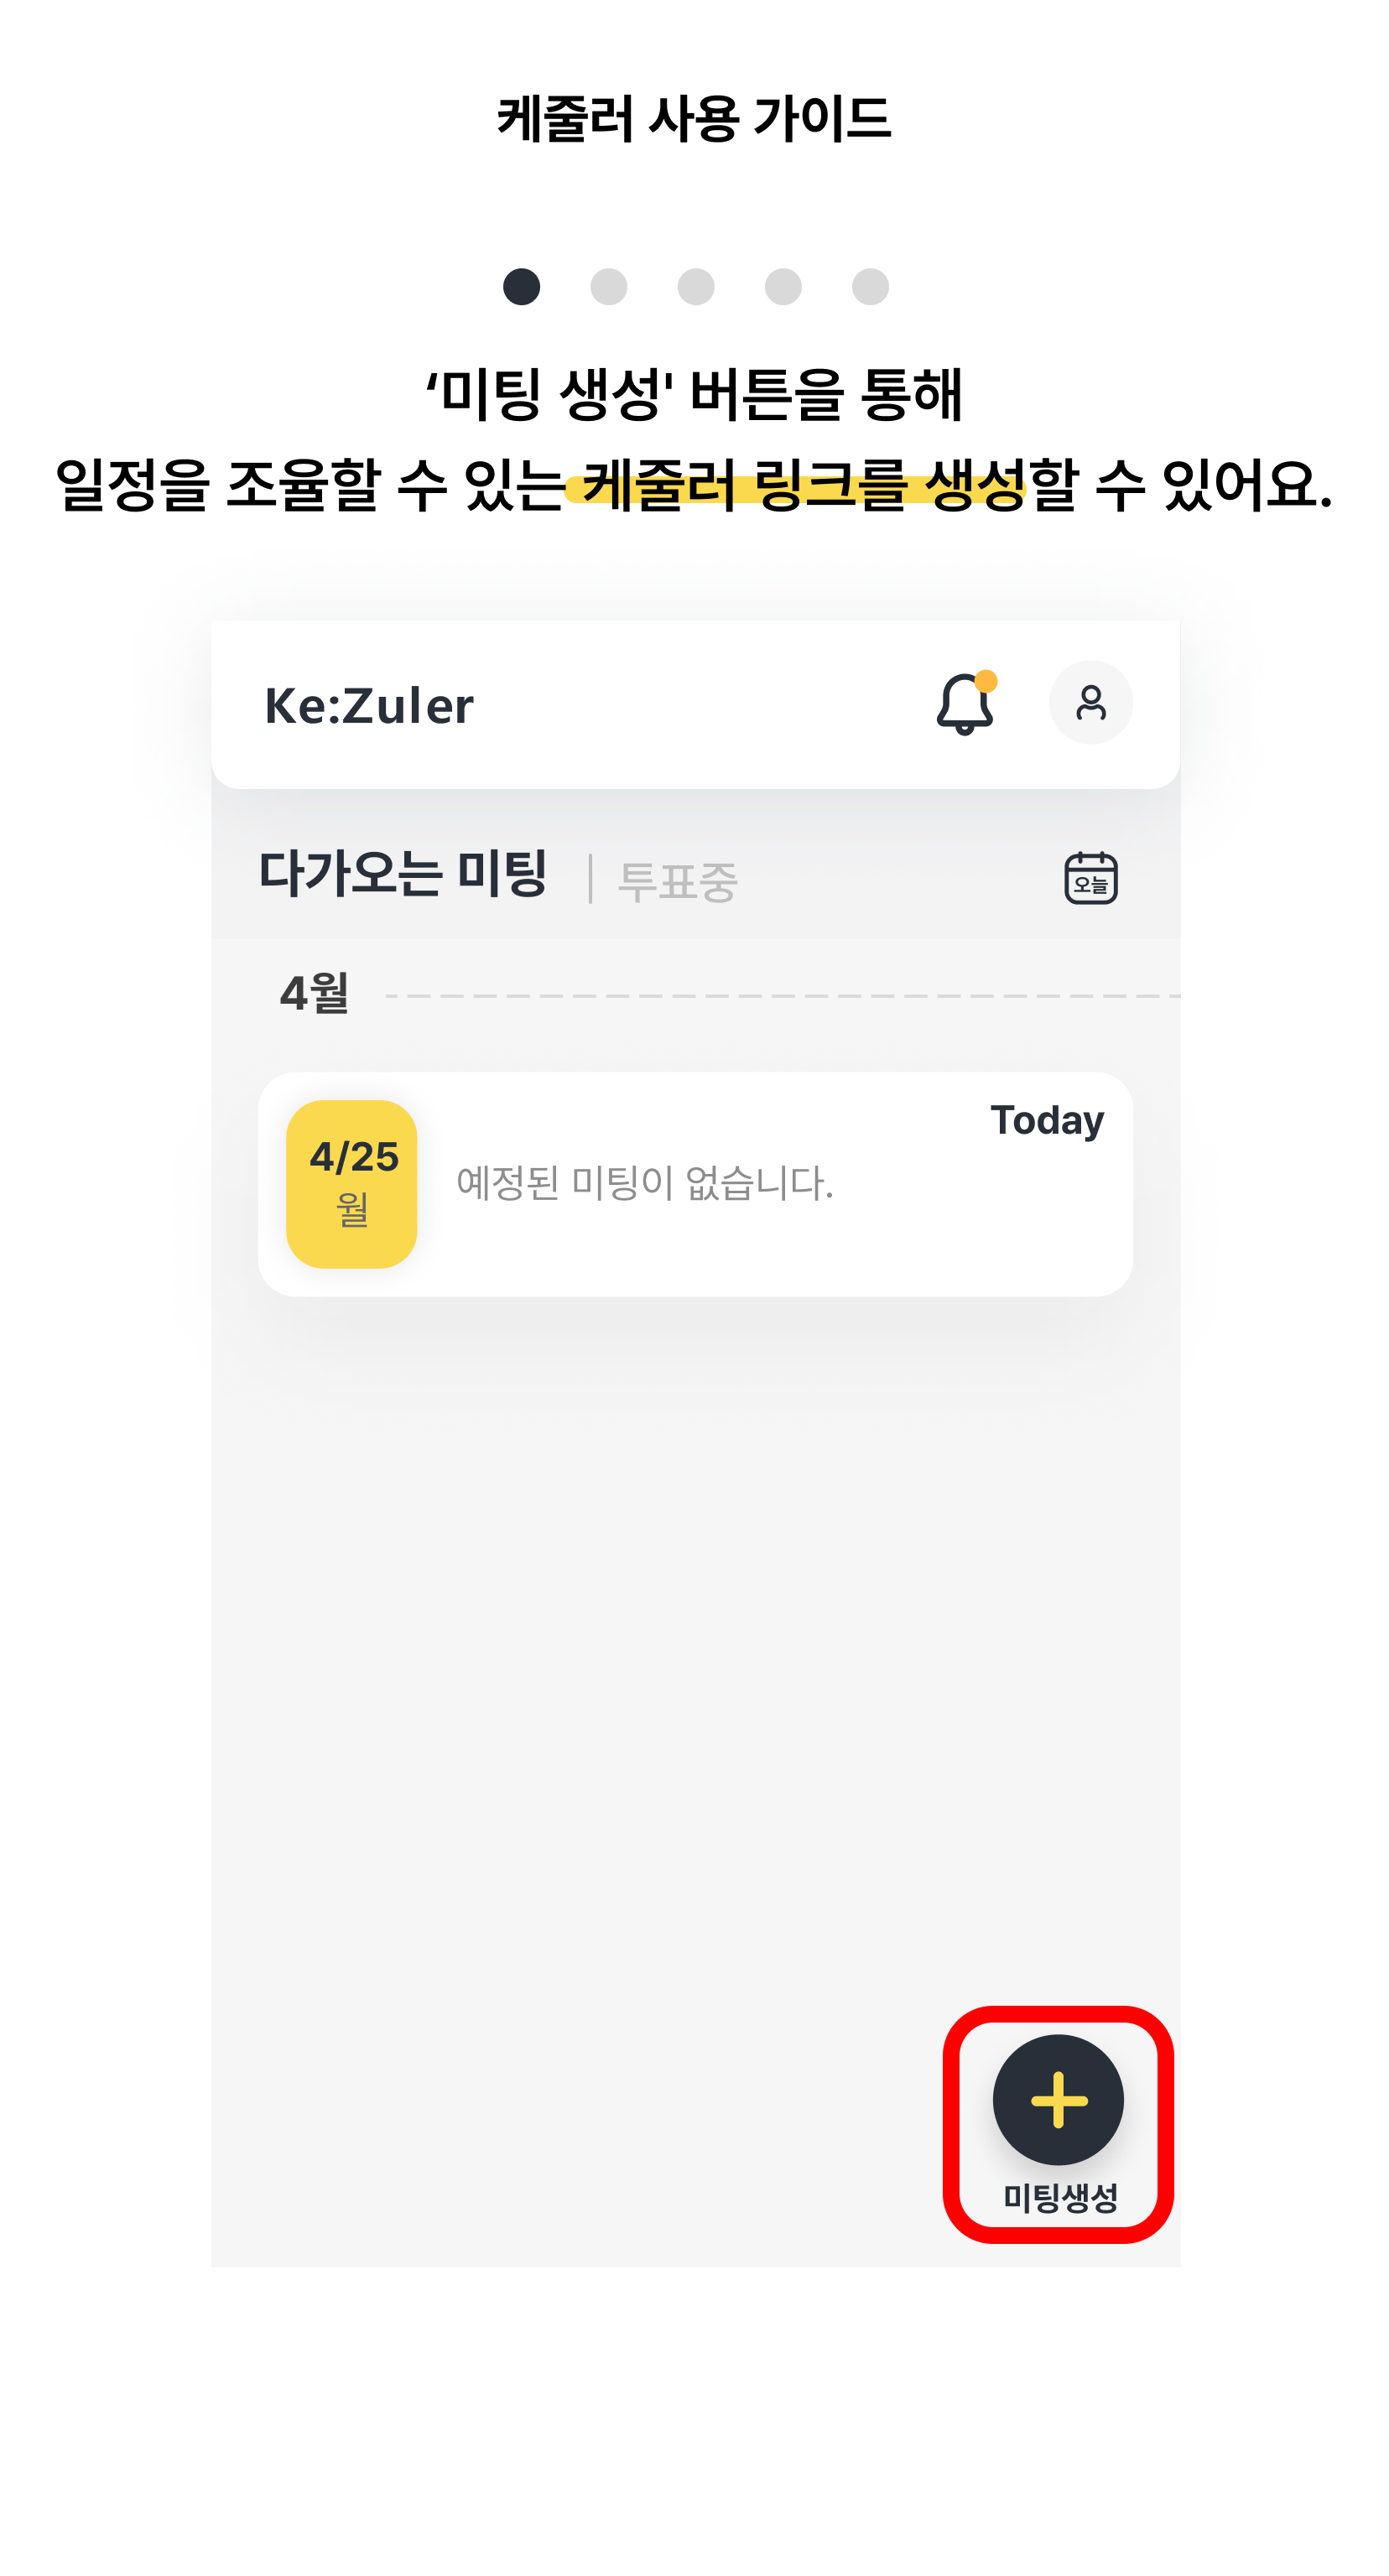 케줄러 사용 가이드
‘미팅 생성' 버튼을 통해
일정을 조율할 수 있는 케줄러 링크를 생성할 수 있어요.
Ke:Zuler
다가오는 미팅 | 투표중
오늘
4월
Today
4/25
월
예정된 미팅이 없습니다.
미팅생성